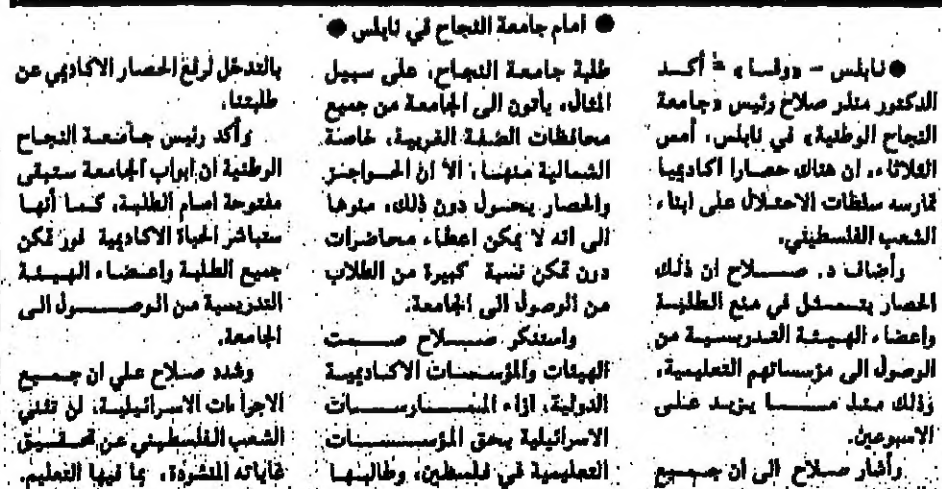 ● امام جامعة النجاح في نابلس ●
● نابلس – «وفا» – أكد
الدكتور منذر صلاح رئيس «جامعة
النجاح الوطنية» في نابلس، أمس
الثلاثاء، ان هناك حصارا اكاديميا
تمارسه سلطات الاحتلال على ابناء
الشعب الفلسطيني.
وأضاف د. صلاح ان ذلك
الحصار يتمثل في منع الطلبة
واعضاء الهيئة التدريسية من
الوصول الى مؤسساتهم التعليمية،
وذلك منذ ما يزيد على
الاسبوعين.
وأشار صلاح الى ان جميع
طلبة جامعة النجاح، على سبيل
المثال، يأتون الى الجامعة من جميع
محافظات الضفة الغربية، خاصة
الشمالية منهنا، الا ان الحواجز
والحصار يحول دون ذلك، منوها
الى انه لا يمكن اعطاء محاضرات
دون تمكن نسبة كبيرة من الطلاب
من الوصول الى الجامعة.
واستنكر صلاح صمت
الهيئات والمؤسسات الاكاديمية
الدولية، ازاء الممارسات
الاسرائيلية بحق المؤسسات
التعليمية في فلسطين، وطالبها
بالتدخل لرفع الحصار الاكاديمي عن
طلبتنا.
وأكد رئيس جامعة النجاح
الوطنية ان ابواب الجامعة ستبقى
مفتوحة امام الطلبة، كما أنها
ستباشر الحياة الاكاديمية فور تمكن
جميع الطلبة واعضاء الهيئة
التدريسية من الوصول الى
الجامعة.
وشدد صلاح على ان جميع
الاجراءات الاسرائيلية، لن تثني
الشعب الفلسطيني عن تحقيق
غاياته المنشودة، بما فيها التعليم.